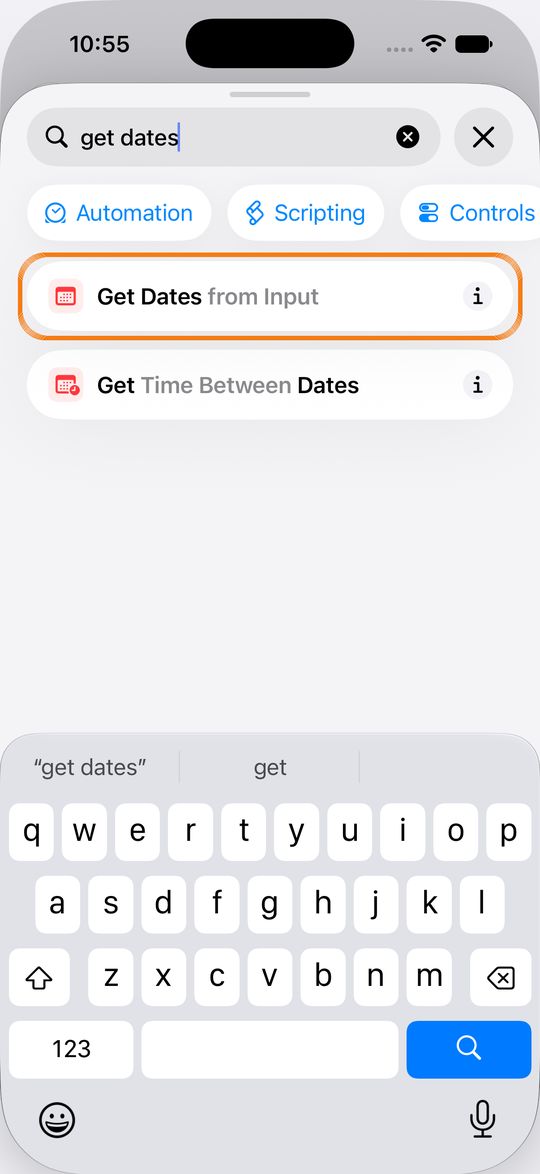 10:55
get dates
Automation
Scripting
Controls
Get Dates from Input
i
Get Time Between Dates
i
“get dates”
get
q w e r t y u i o p
a s d f g h j k l
z x c v b n m
123